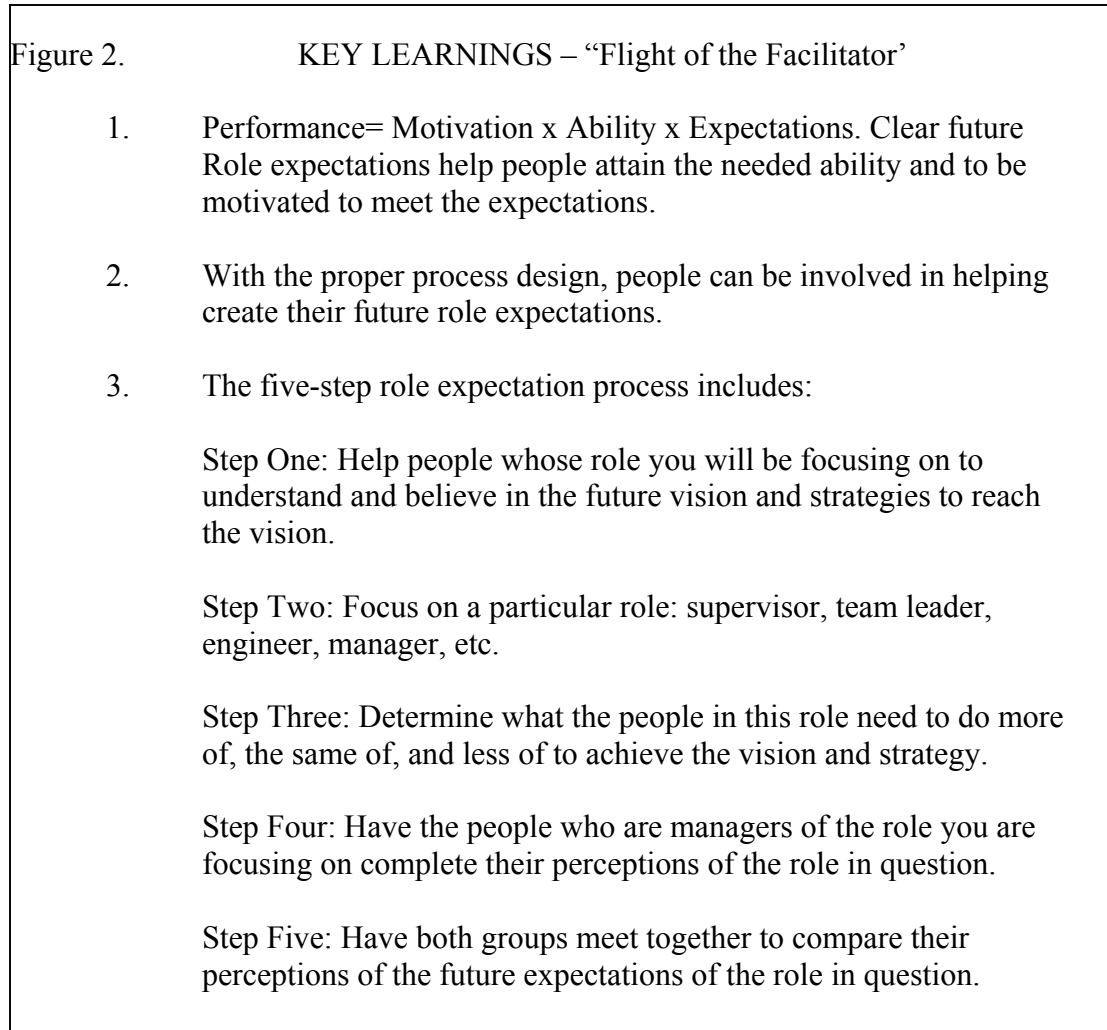 Figure 2. KEY LEARNINGS – “Flight of the Facilitator’
1. Performance= Motivation x Ability x Expectations. Clear future
Role expectations help people attain the needed ability and to be
motivated to meet the expectations.
2. With the proper process design, people can be involved in helping
create their future role expectations.
3. The five-step role expectation process includes:
Step One: Help people whose role you will be focusing on to
understand and believe in the future vision and strategies to reach
the vision.
Step Two: Focus on a particular role: supervisor, team leader,
engineer, manager, etc.
Step Three: Determine what the people in this role need to do more
of, the same of, and less of to achieve the vision and strategy.
Step Four: Have the people who are managers of the role you are
focusing on complete their perceptions of the role in question.
Step Five: Have both groups meet together to compare their
perceptions of the future expectations of the role in question.